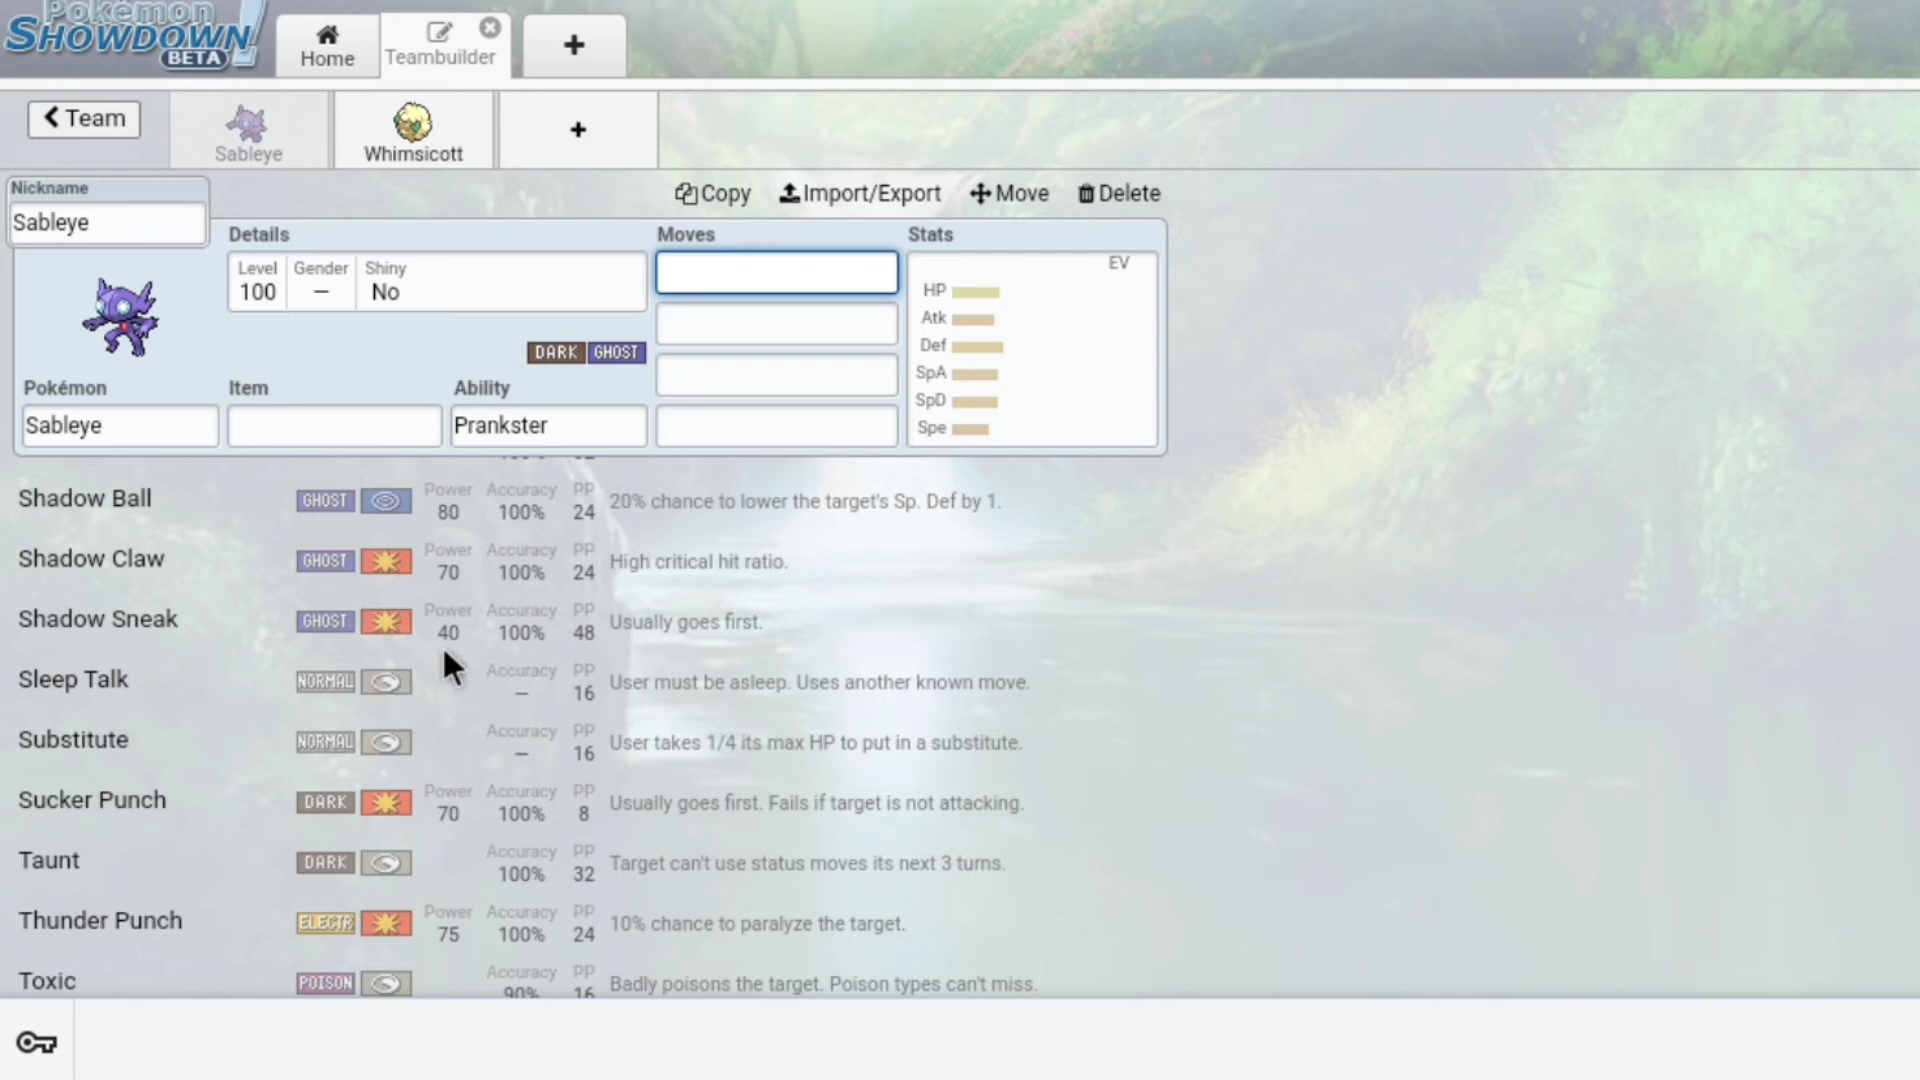 Pokémon
SHOWDOWN!
BETA
Home
Teambuilder
+
Team
Sableye
Whimsicott
+
Nickname
Sableye
Copy
Import/Export
Move
Delete
Details
Moves
Stats
Level
Gender
Shiny
100
—
No
EV
HP
Atk
Def
SpA
SpD
Spe
DARK
GHOST
Pokémon
Item
Ability
Sableye
Prankster
Shadow Ball GHOST Power 80 Accuracy 100% PP 24 20% chance to lower the target's Sp. Def by 1.
Shadow Claw GHOST Power 70 Accuracy 100% PP 24 High critical hit ratio.
Shadow Sneak GHOST Power 40 Accuracy 100% PP 48 Usually goes first.
Sleep Talk NORMAL Accuracy — PP 16 User must be asleep. Uses another known move.
Substitute NORMAL Accuracy — PP 16 User takes 1/4 its max HP to put in a substitute.
Sucker Punch DARK Power 70 Accuracy 100% PP 8 Usually goes first. Fails if target is not attacking.
Taunt DARK Accuracy 100% PP 32 Target can't use status moves its next 3 turns.
Thunder Punch ELECTR Power 75 Accuracy 100% PP 24 10% chance to paralyze the target.
Toxic POISON Accuracy 90% PP 16 Badly poisons the target. Poison types can't miss.